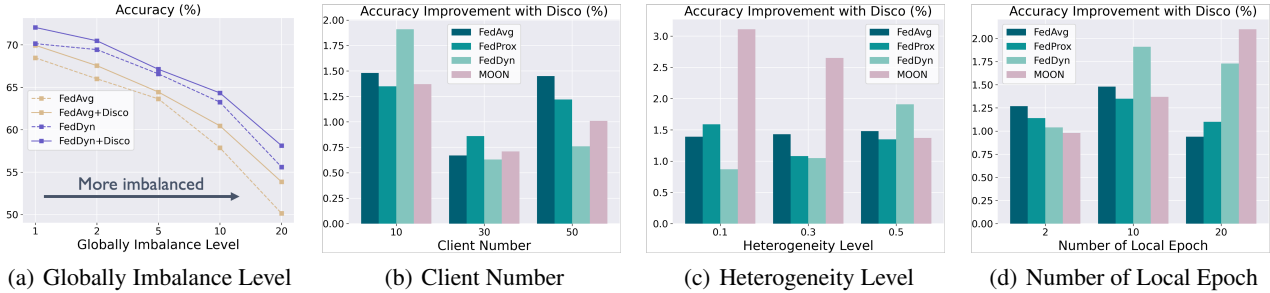 Accuracy (%)
70
65
60
55
50
FedAvg
FedAvg+Disco
FedDyn
FedDyn+Disco
More imbalanced
1 2 5 10 20
Globally Imbalance Level
(a) Globally Imbalance Level
Accuracy Improvement with Disco (%)
2.00
1.75
1.50
1.25
1.00
0.75
0.50
0.25
0.00
FedAvg
FedProx
FedDyn
MOON
10 30 50
Client Number
(b) Client Number
Accuracy Improvement with Disco (%)
3.0
2.5
2.0
1.5
1.0
0.5
0.0
FedAvg
FedProx
FedDyn
MOON
0.1 0.3 0.5
Heterogeneity Level
(c) Heterogeneity Level
Accuracy Improvement with Disco (%)
2.00
1.75
1.50
1.25
1.00
0.75
0.50
0.25
0.00
FedAvg
FedProx
FedDyn
MOON
2 10 20
Number of Local Epoch
(d) Number of Local Epoch